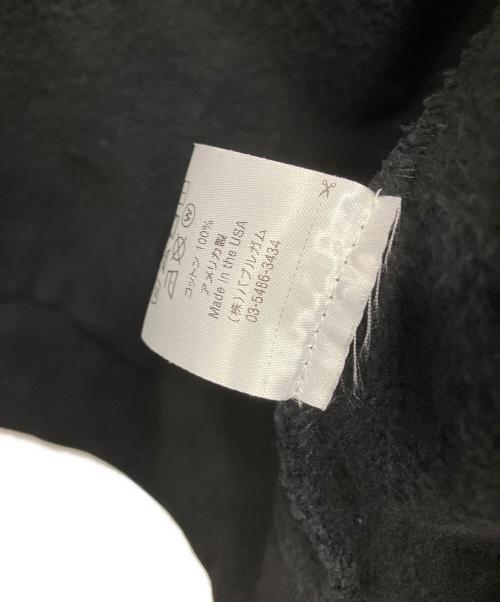 コットン 100%
アメリカ製
Made in the USA
(株)バブルガム
03-5486-3434